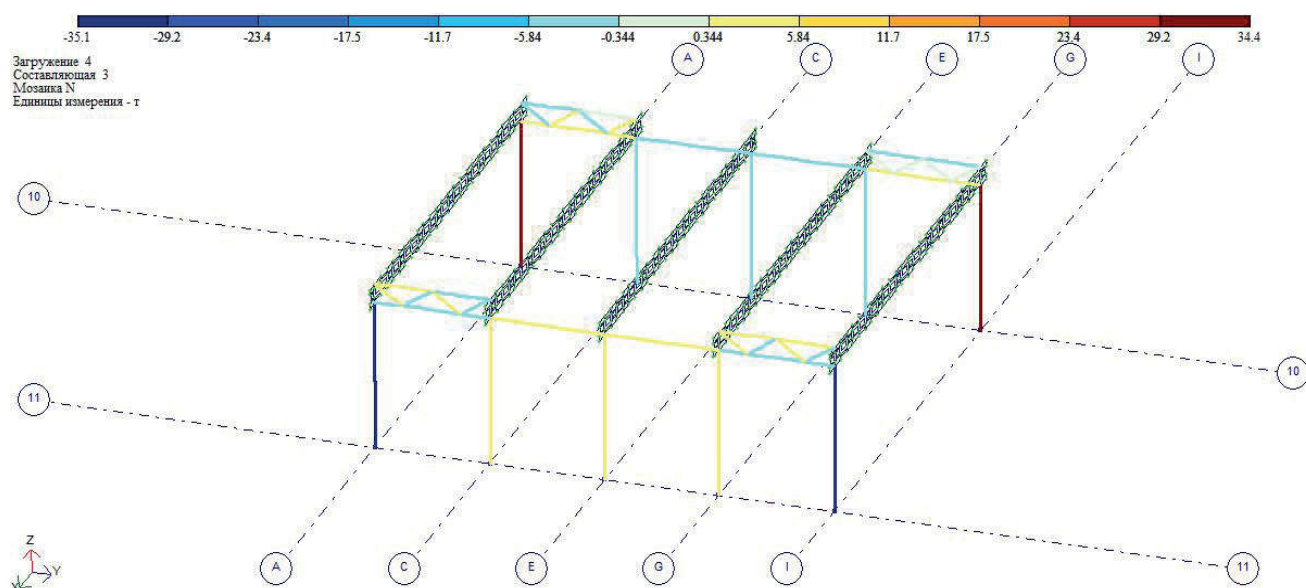 -35.1 -29.2 -23.4 -17.5 -11.7 -5.84 -0.344 0.344 5.84 11.7 17.5 23.4 29.2 34.4
Загружение 4
Составляющая 3
Мозаика N
Единицы измерения - т
A C E G I
10
10
11
11
A C E G I
Z
Y
X